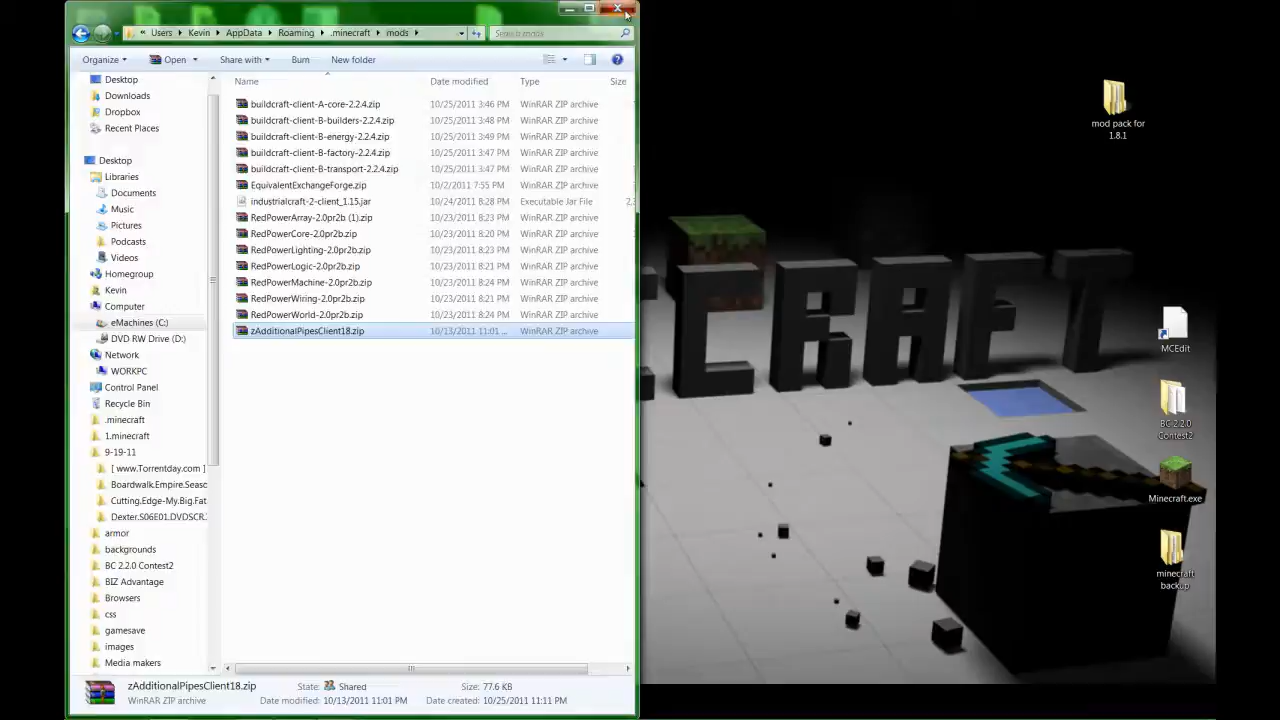 « Users ▸ Kevin ▸ AppData ▸ Roaming ▸ .minecraft ▸ mods ▸
Search mods
Organize Open Share with Burn New folder
Name Date modified Type Size
Desktop
Downloads
Dropbox
Recent Places
Desktop
Libraries
Documents
Music
Pictures
Podcasts
Videos
Homegroup
Kevin
Computer
eMachines (C:)
DVD RW Drive (D:)
Network
WORKPC
Control Panel
Recycle Bin
.minecraft
1.minecraft
9-19-11
[ www.Torrentday.com ]
Boardwalk.Empire.Seaso
Cutting.Edge-My.Big.Fat
Dexter.S06E01.DVDSCR.
armor
backgrounds
BC 2.2.0 Contest2
BIZ Advantage
Browsers
css
gamesave
images
Media makers
buildcraft-client-A-core-2.2.4.zip 10/25/2011 3:46 PM WinRAR ZIP archive
buildcraft-client-B-builders-2.2.4.zip 10/25/2011 3:48 PM WinRAR ZIP archive
buildcraft-client-B-energy-2.2.4.zip 10/25/2011 3:49 PM WinRAR ZIP archive
buildcraft-client-B-factory-2.2.4.zip 10/25/2011 3:47 PM WinRAR ZIP archive
buildcraft-client-B-transport-2.2.4.zip 10/25/2011 3:47 PM WinRAR ZIP archive
EquivalentExchangeForge.zip 10/2/2011 7:55 PM WinRAR ZIP archive
industrialcraft-2-client_1.15.jar 10/24/2011 8:28 PM Executable Jar File 2,
RedPowerArray-2.0pr2b (1).zip 10/23/2011 8:23 PM WinRAR ZIP archive
RedPowerCore-2.0pr2b.zip 10/23/2011 8:20 PM WinRAR ZIP archive
RedPowerLighting-2.0pr2b.zip 10/23/2011 8:23 PM WinRAR ZIP archive
RedPowerLogic-2.0pr2b.zip 10/23/2011 8:21 PM WinRAR ZIP archive
RedPowerMachine-2.0pr2b.zip 10/23/2011 8:24 PM WinRAR ZIP archive
RedPowerWiring-2.0pr2b.zip 10/23/2011 8:21 PM WinRAR ZIP archive
RedPowerWorld-2.0pr2b.zip 10/23/2011 8:24 PM WinRAR ZIP archive
zAdditionalPipesClient18.zip 10/13/2011 11:01 ... WinRAR ZIP archive
zAdditionalPipesClient18.zip State: Shared Size: 77.6 KB
WinRAR ZIP archive Date modified: 10/13/2011 11:01 PM Date created: 10/25/2011 11:11 PM
mod pack for
1.8.1
CRAFT
MCEdit
BC 2.2.0
Contest2
Minecraft.exe
minecraft
backup